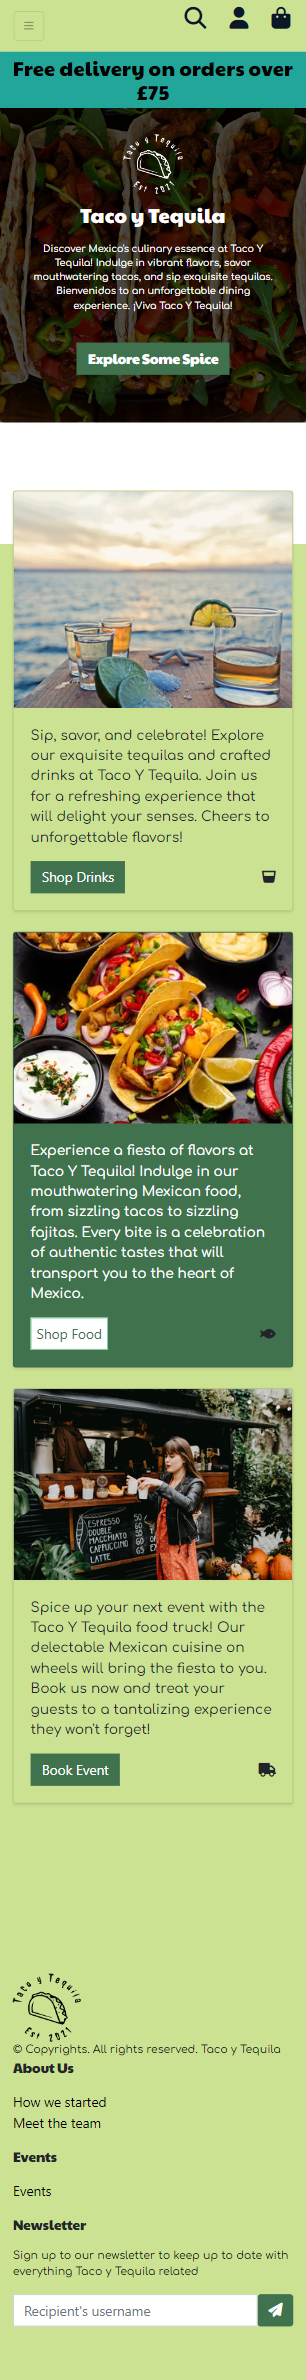 Free delivery on orders over
£75
Taco y Tequila
Est 2021
Taco y Tequila
Discover Mexico's culinary essence at Taco Y
Tequila! Indulge in vibrant flavors, savor
mouthwatering tacos, and sip exquisite tequilas.
Bienvenidos to an unforgettable dining
experience. ¡Viva Taco Y Tequila!
Explore Some Spice
Sip, savor, and celebrate! Explore
our exquisite tequilas and crafted
drinks at Taco Y Tequila. Join us
for a refreshing experience that
will delight your senses. Cheers to
unforgettable flavors!
Shop Drinks
Experience a fiesta of flavors at
Taco Y Tequila! Indulge in our
mouthwatering Mexican food,
from sizzling tacos to sizzling
fajitas. Every bite is a celebration
of authentic tastes that will
transport you to the heart of
Mexico.
Shop Food
ESPRESSO 50
DOUBLE 60
MACCHIATO
CAPPUCCINO
LATTE
Spice up your next event with the
Taco Y Tequila food truck! Our
delectable Mexican cuisine on
wheels will bring the fiesta to you.
Book us now and treat your
guests to a tantalizing experience
they won't forget!
Book Event
Taco y Tequila
Est 2021
© Copyrights. All rights reserved. Taco y Tequila
About Us
How we started
Meet the team
Events
Events
Newsletter
Sign up to our newsletter to keep up to date with
everything Taco y Tequila related
Recipient's username